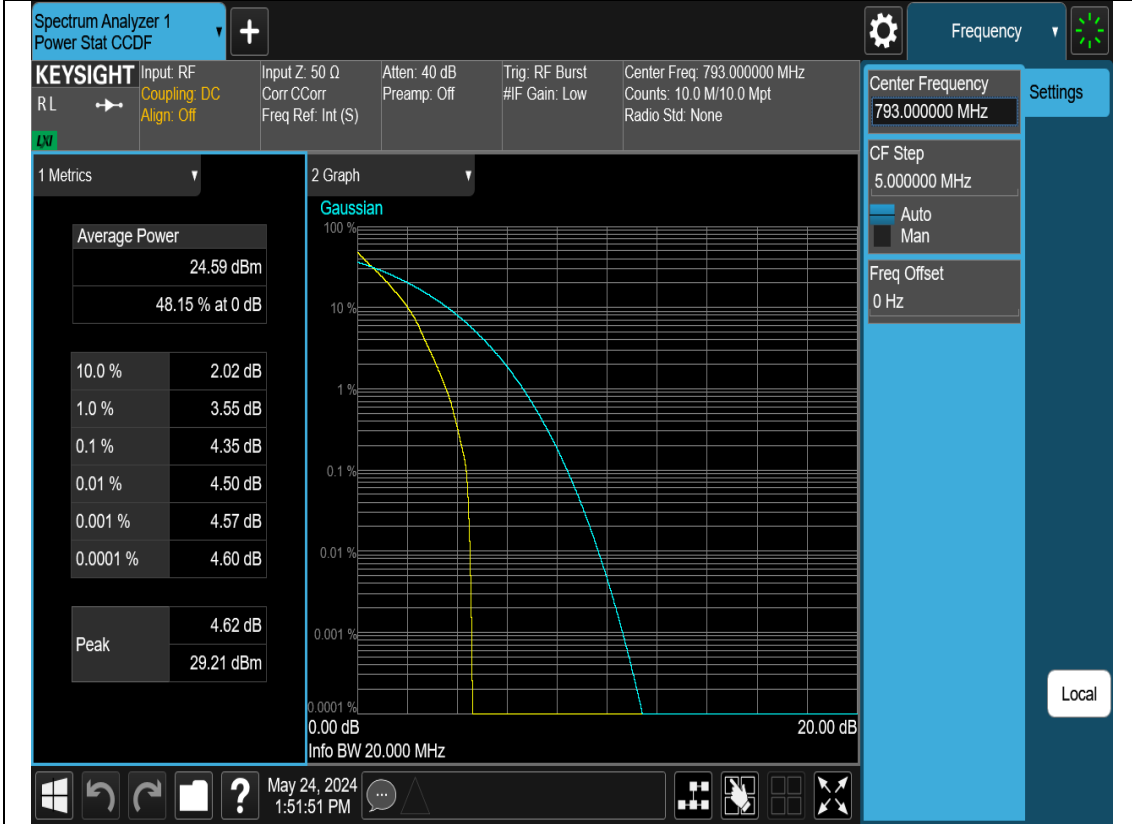 Spectrum Analyzer 1
Power Stat CCDF
Frequency
KEYSIGHT
RL
LXI
Input: RF
Coupling: DC
Align: Off
Input Z: 50 Ω
Corr CCorr
Freq Ref: Int (S)
Atten: 40 dB
Preamp: Off
Trig: RF Burst
#IF Gain: Low
Center Freq: 793.000000 MHz
Counts: 10.0 M/10.0 Mpt
Radio Std: None
Center Frequency
793.000000 MHz
Settings
CF Step
5.000000 MHz
Auto
Man
Freq Offset
0 Hz
1 Metrics
Average Power
24.59 dBm
48.15 % at 0 dB
10.0 % 2.02 dB
1.0 % 3.55 dB
0.1 % 4.35 dB
0.01 % 4.50 dB
0.001 % 4.57 dB
0.0001 % 4.60 dB
Peak
4.62 dB
29.21 dBm
2 Graph
Gaussian
100 %
10 %
1 %
0.1 %
0.01 %
0.001 %
0.0001 %
0.00 dB 20.00 dB
Info BW 20.000 MHz
Local
?
May 24, 2024
1:51:51 PM